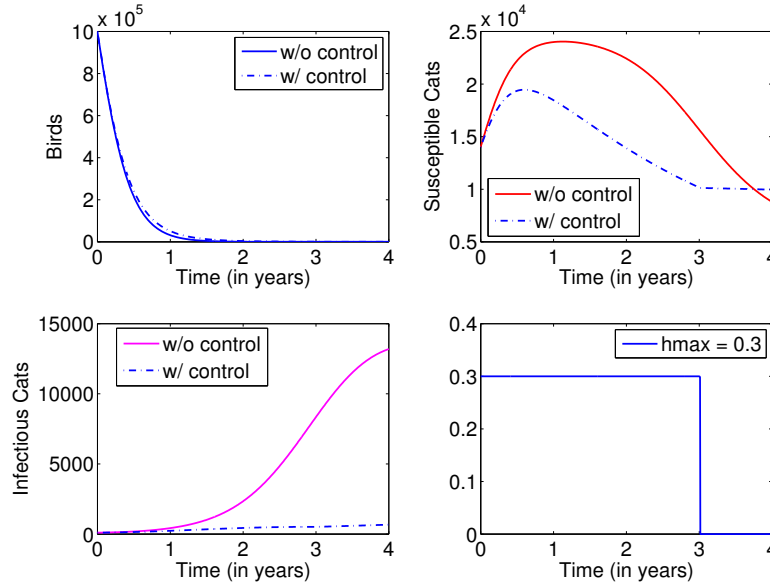 x 10^5
10
8
6
4
2
0
Birds
w/o control
w/ control
0 1 2 3 4
Time (in years)
x 10^4
2.5
2
1.5
1
0.5
Susceptible Cats
w/o control
w/ control
0 1 2 3 4
Time (in years)
15000
10000
5000
0
Infectious Cats
w/o control
w/ control
0 1 2 3 4
Time (in years)
0.4
0.3
0.2
0.1
0
hmax = 0.3
0 1 2 3 4
Time (in years)